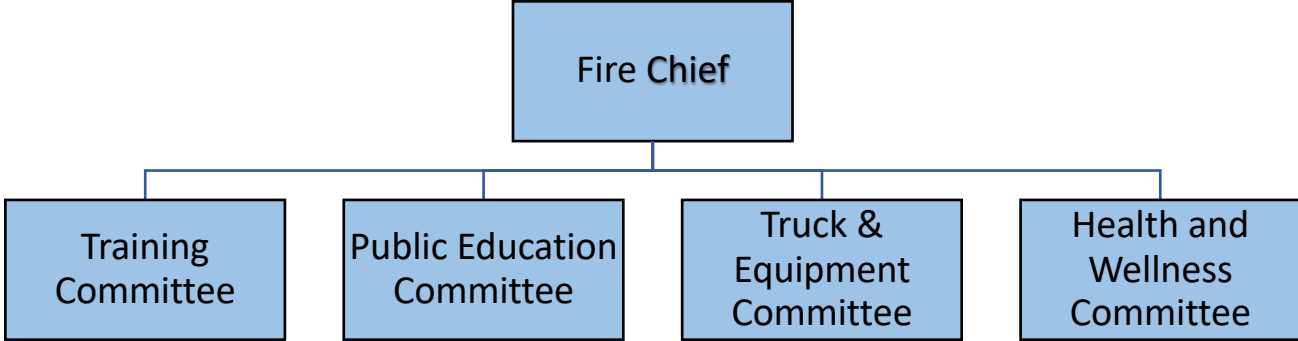 Fire Chief
Training
Committee
Public Education
Committee
Truck &
Equipment
Committee
Health and
Wellness
Committee